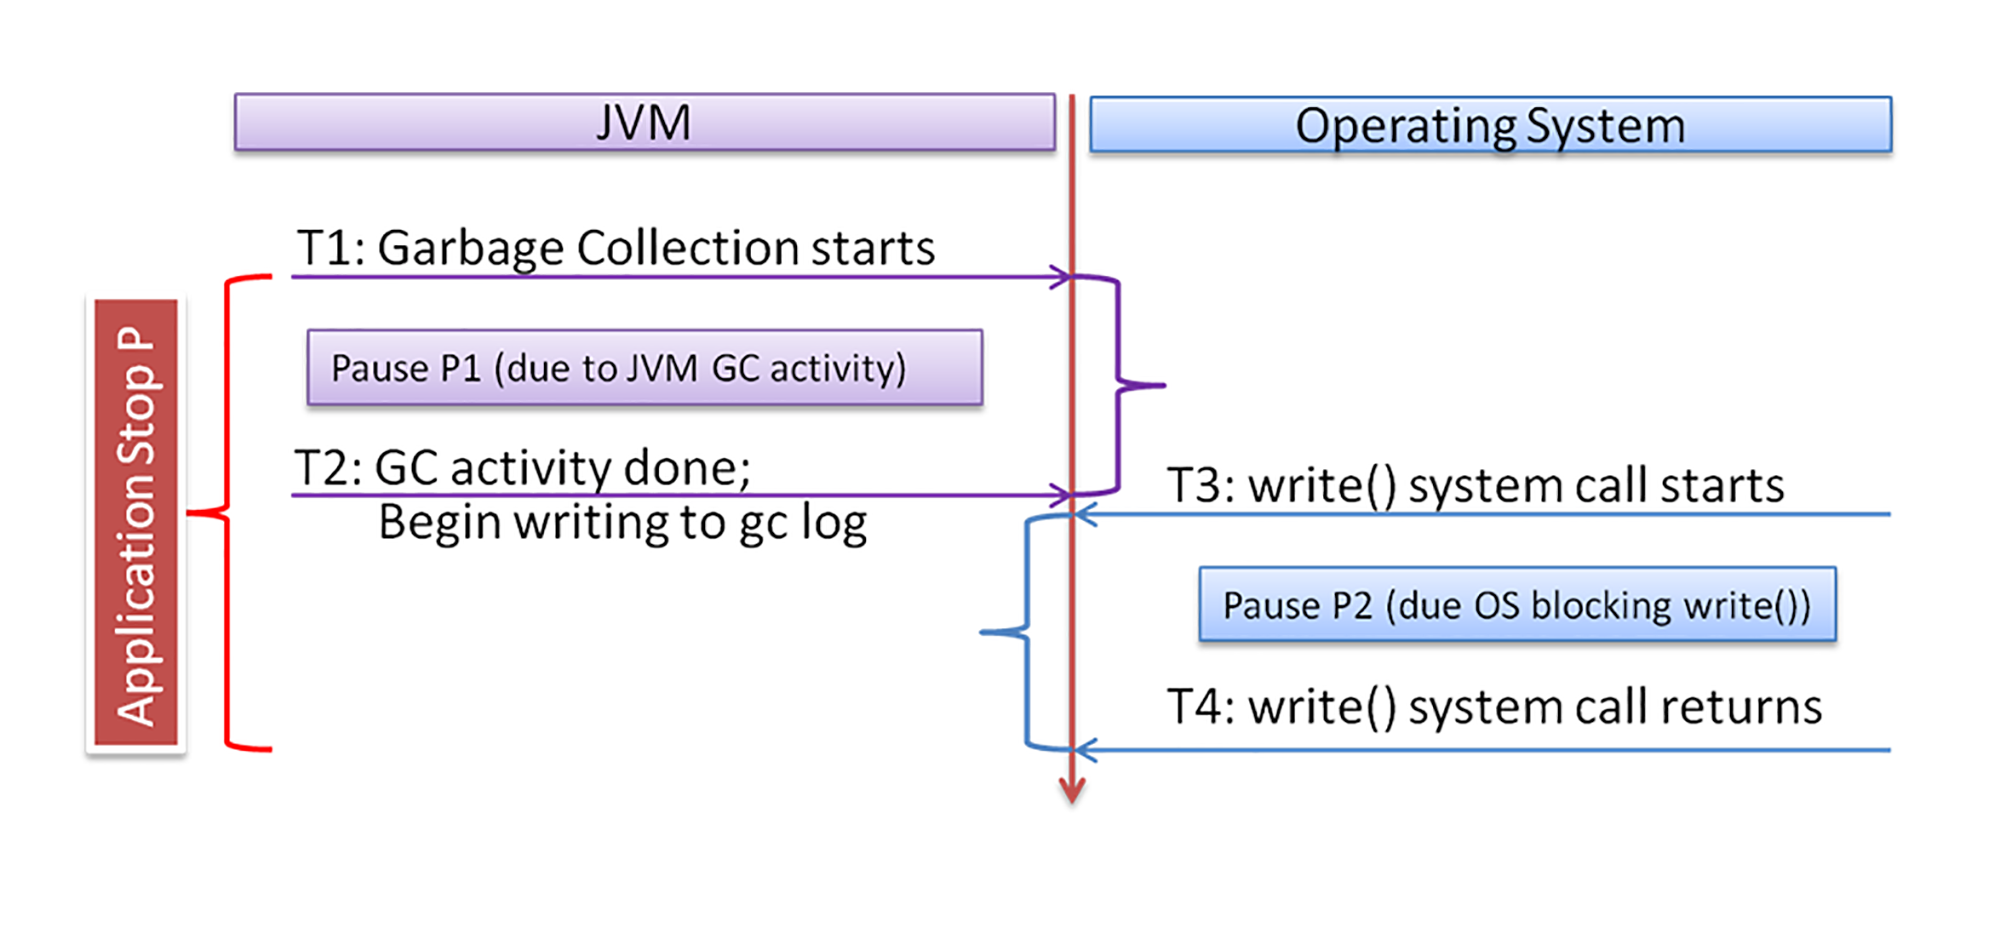 JVM
Operating System
T1: Garbage Collection starts
Application Stop P
Pause P1 (due to JVM GC activity)
T2: GC activity done;
Begin writing to gc log
T3: write() system call starts
Pause P2 (due OS blocking write())
T4: write() system call returns